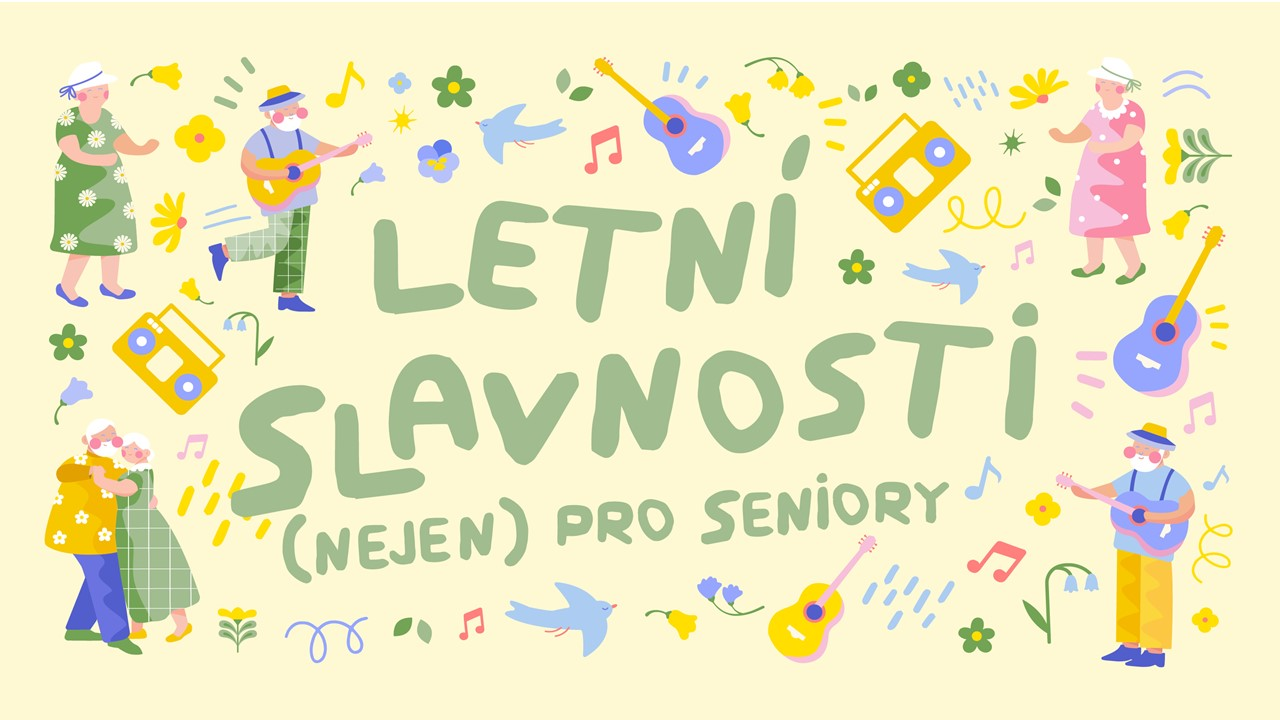 LETNÍ
SLAVNOSTI
(NEJEN) PRO SENIORY